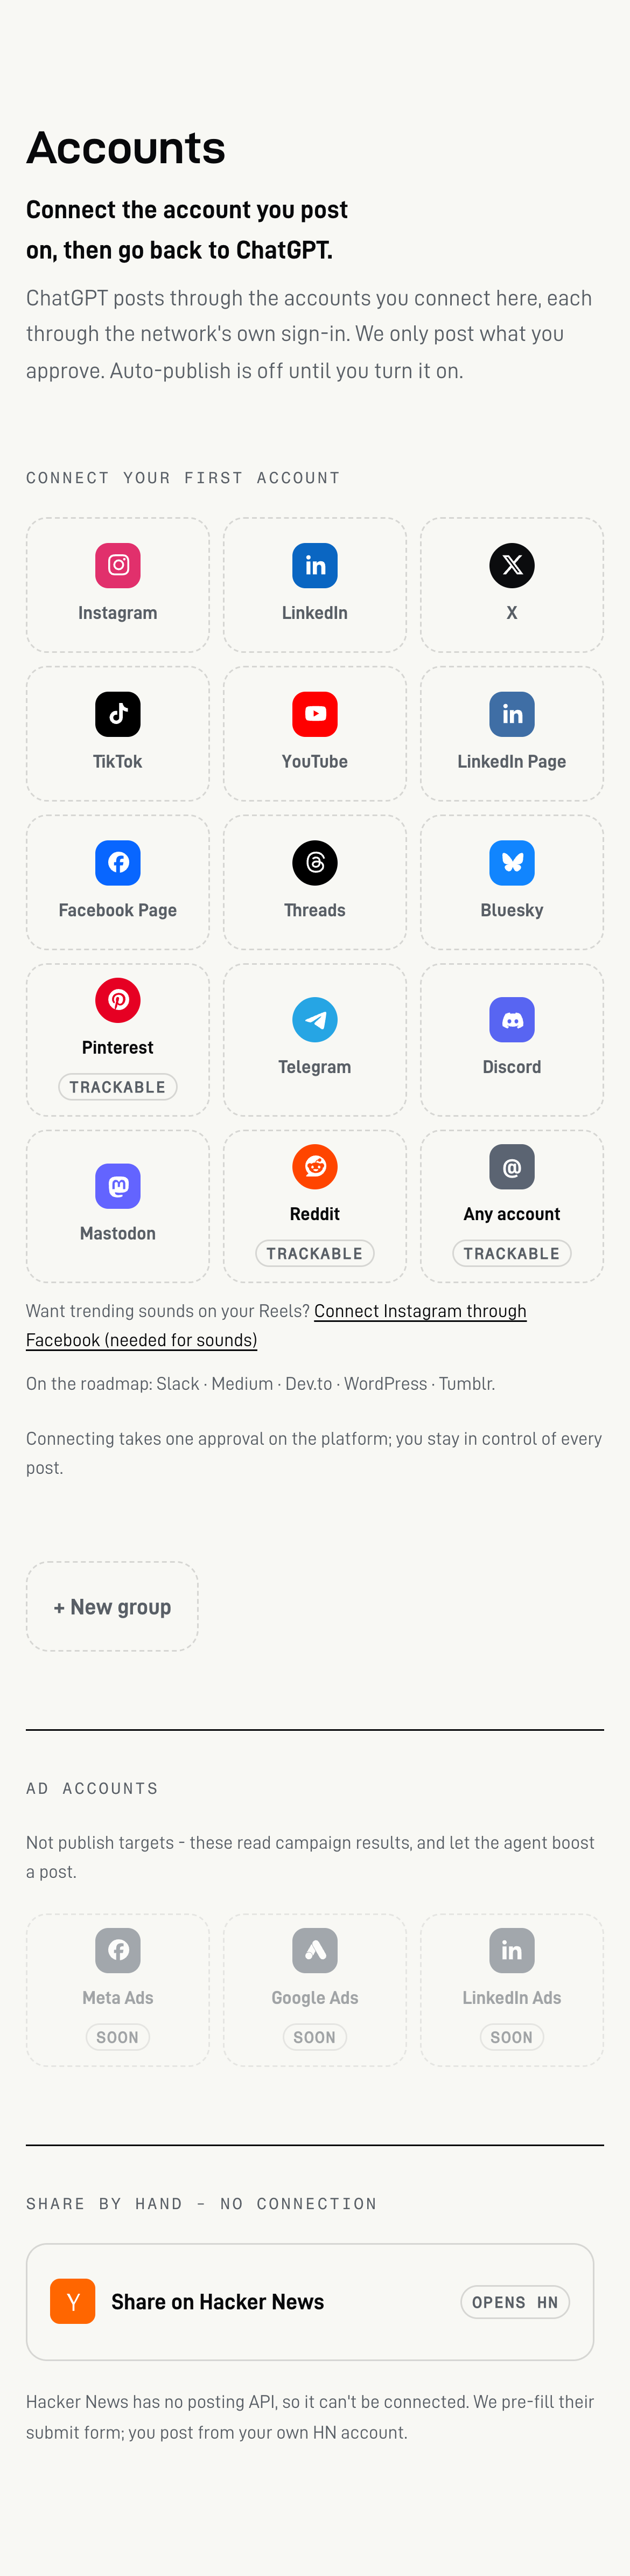 Accounts
Connect the account you post
on, then go back to ChatGPT.
ChatGPT posts through the accounts you connect here, each
through the network's own sign-in. We only post what you
approve. Auto-publish is off until you turn it on.
CONNECT YOUR FIRST ACCOUNT
Instagram
LinkedIn
X
TikTok
YouTube
LinkedIn Page
Facebook Page
Threads
Bluesky
Pinterest
TRACKABLE
Telegram
Discord
Mastodon
Reddit
TRACKABLE
@
Any account
TRACKABLE
Want trending sounds on your Reels? Connect Instagram through
Facebook (needed for sounds)
On the roadmap: Slack · Medium · Dev.to · WordPress · Tumblr.
Connecting takes one approval on the platform; you stay in control of every
post.
+ New group
AD ACCOUNTS
Not publish targets - these read campaign results, and let the agent boost
a post.
Meta Ads
SOON
Google Ads
SOON
LinkedIn Ads
SOON
SHARE BY HAND - NO CONNECTION
Y
Share on Hacker News
OPENS HN
Hacker News has no posting API, so it can't be connected. We pre-fill their
submit form; you post from your own HN account.